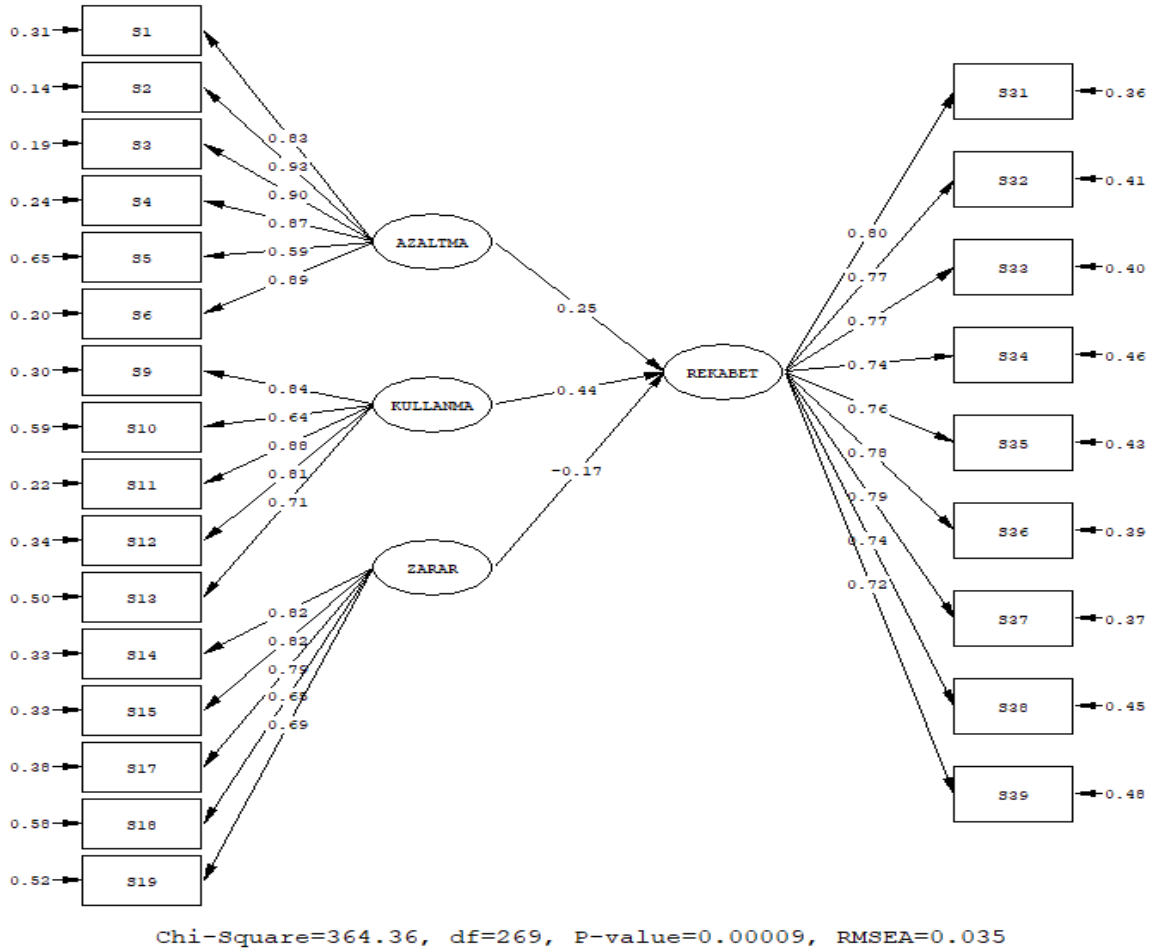 0.31 S1
0.14 S2
0.19 S3
0.24 S4
0.65 S5
0.20 S6
0.30 S9
0.59 S10
0.22 S11
0.34 S12
0.50 S13
0.33 S14
0.33 S15
0.38 S17
0.58 S18
0.52 S19
0.83
0.93
0.90
0.87
0.59
0.89
0.84
0.64
0.88
0.81
0.71
0.82
0.82
0.79
0.65
0.69
AZALTMA
KULLANMA
ZARAR
0.25
0.44
-0.17
REKABET
0.80
0.77
0.77
0.74
0.76
0.78
0.79
0.74
0.72
S31 0.36
S32 0.41
S33 0.40
S34 0.46
S35 0.43
S36 0.39
S37 0.37
S38 0.45
S39 0.48
Chi-Square=364.36, df=269, P-value=0.00009, RMSEA=0.035